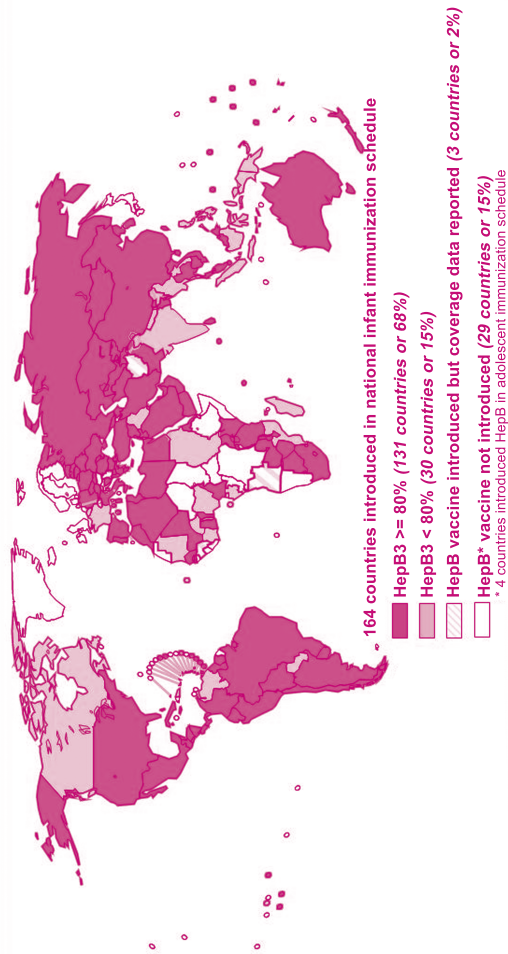 164 countries introduced in national infant immunization schedule
HepB3 >= 80% (131 countries or 68%)
HepB3 < 80% (30 countries or 15%)
HepB vaccine introduced but coverage data reported (3 countries or 2%)
HepB* vaccine not introduced (29 countries or 15%)
* 4 countries introduced HepB in adolescent immunization schedule